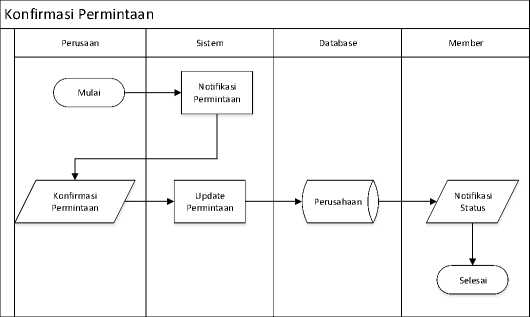 Konfirmasi Permintaan
Perusaan Sistem Database Member
Mulai
Notifikasi
Permintaan
Konfirmasi
Permintaan
Update
Permintaan
Perusahaan
Notifikasi
Status
Selesai